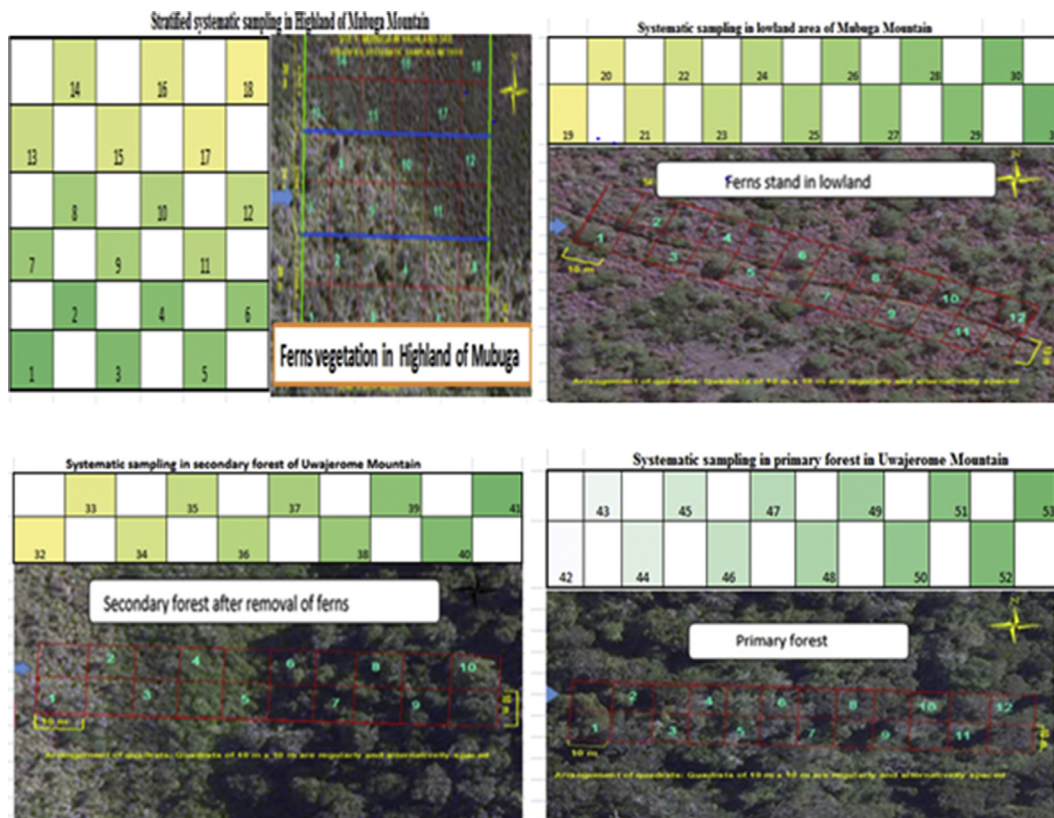 Stratified systematic sampling in Highland of Mubuga Mountain
14 16 18
13 15 17
8 10 12
7 9 11
2 4 6
1 3 5
Ferns vegetation in Highland of Mubuga
Systematic sampling in lowland area of Mubuga Mountain
20 22 24 26 28 30
19 21 23 25 27 29
Ferns stand in lowland
2 4 6 8 10 12
1 3 5 7 9 11
10 m
Arrangement of quadrate: Quadrate of 10 m x 10 m are regularly and alternatively spaced
Systematic sampling in secondary forest of Uwajerome Mountain
33 35 37 39 41
32 34 36 38 40
Secondary forest after removal of ferns
2 4 6 8 10
1 3 5 7 9
10 m
Arrangement of quadrate: Quadrate of 10 m x 10 m are regularly and alternatively spaced
Systematic sampling in primary forest in Uwajerome Mountain
43 45 47 49 51 53
42 44 46 48 50 52
Primary forest
2 4 6 8 10 12
1 3 5 7 9 11
10 m
Arrangement of quadrate: Quadrate of 10 m x 10 m are regularly and alternatively spaced